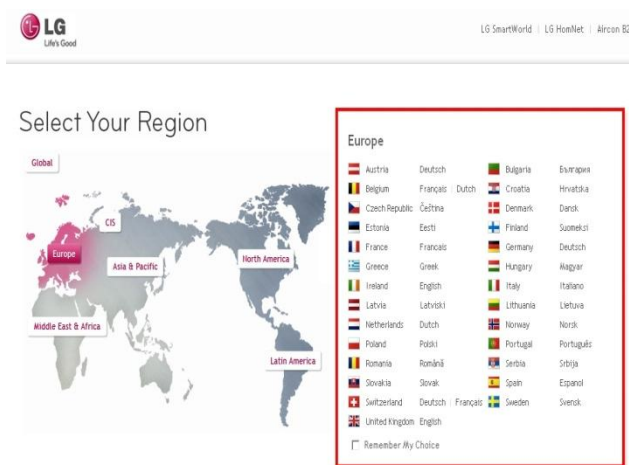 LG
Life's Good
LG SmartWorld | LG HomNet | Aircon B2
Select Your Region
Global
CIS
Europe
Asia & Pacific
North America
Middle East & Africa
Latin America
Europe
Austria Deutsch Bulgaria България
Belgium Français | Dutch Croatia Hrvatska
Czech Republic Čeština Denmark Dansk
Estonia Eesti Finland Suomeksi
France Francais Germany Deutsch
Greece Greek Hungary Magyar
Ireland English Italy Italiano
Latvia Latviski Lithuania Lietuva
Netherlands Dutch Norway Norsk
Poland Polski Portugal Português
Romania Română Serbia Srbija
Slovakia Slovak Spain Espanol
Switzerland Deutsch | Français Sweden Svensk
United Kingdom English
Remember My Choice